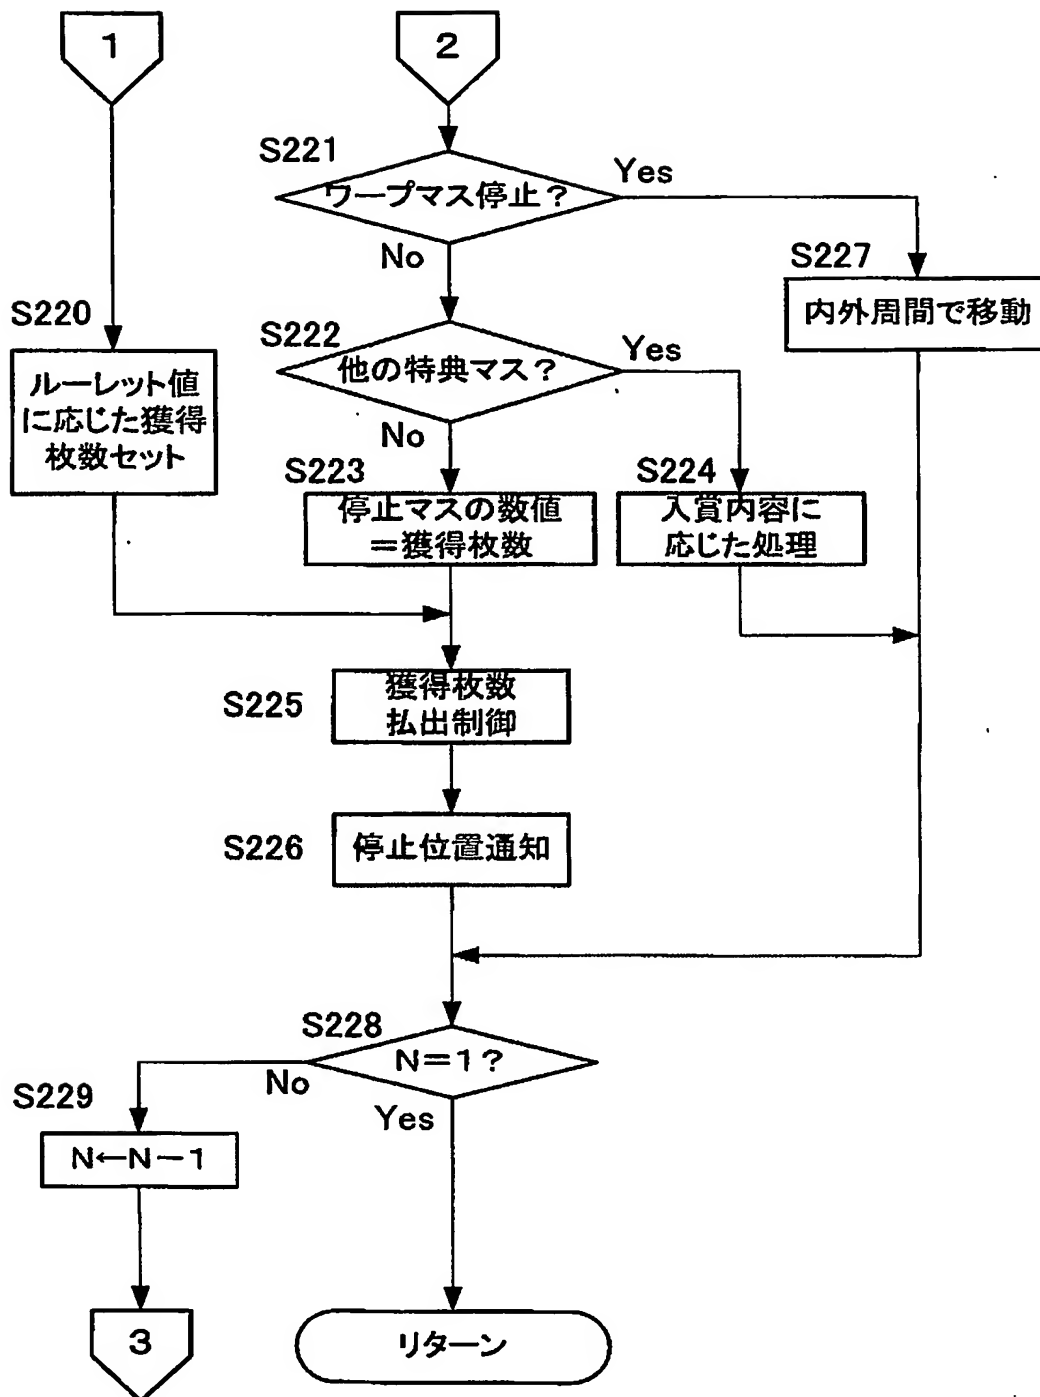 1
2
S221
ワープマス停止?
Yes
No
S227
内外周間で移動
S220
ルーレット値
に応じた獲得
枚数セット
S222
他の特典マス?
Yes
No
S223
停止マスの数値
=獲得枚数
S224
入賞内容に
応じた処理
S225
獲得枚数
払出制御
S226
停止位置通知
S228
N=1?
No
Yes
S229
N←N-1
3
リターン